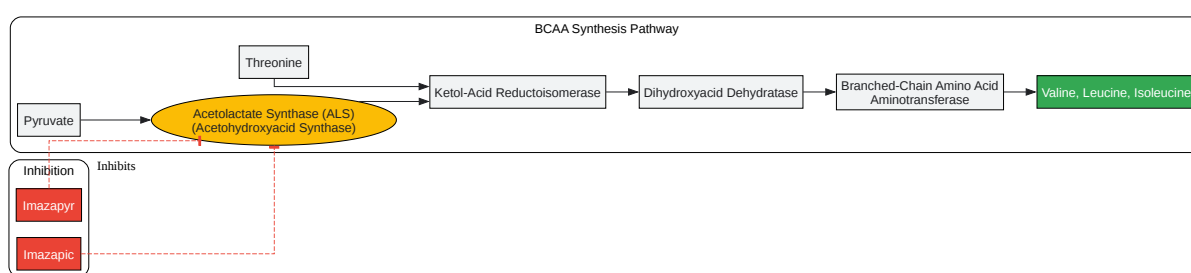 BCAA Synthesis Pathway
Threonine
Pyruvate
Acetolactate Synthase (ALS)
(Acetohydroxyacid Synthase)
Ketol-Acid Reductoisomerase
Dihydroxyacid Dehydratase
Branched-Chain Amino Acid
Aminotransferase
Valine, Leucine, Isoleucine
Inhibition
Inhibits
Imazapyr
Imazapic